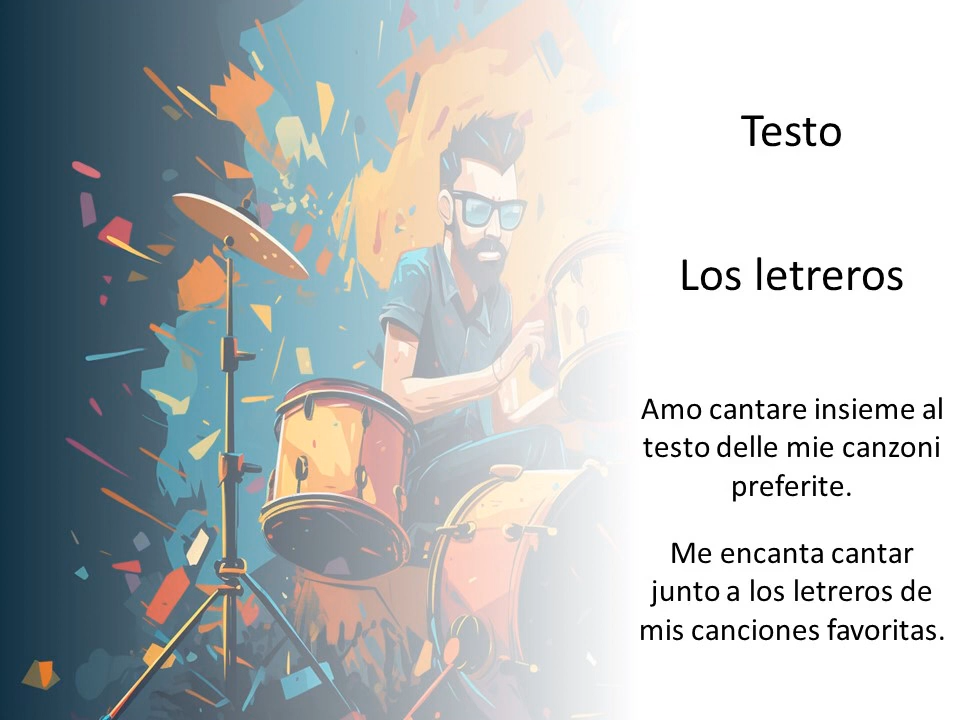 Testo
Los letreros
Amo cantare insieme al
testo delle mie canzoni
preferite.
Me encanta cantar
junto a los letreros de
mis canciones favoritas.